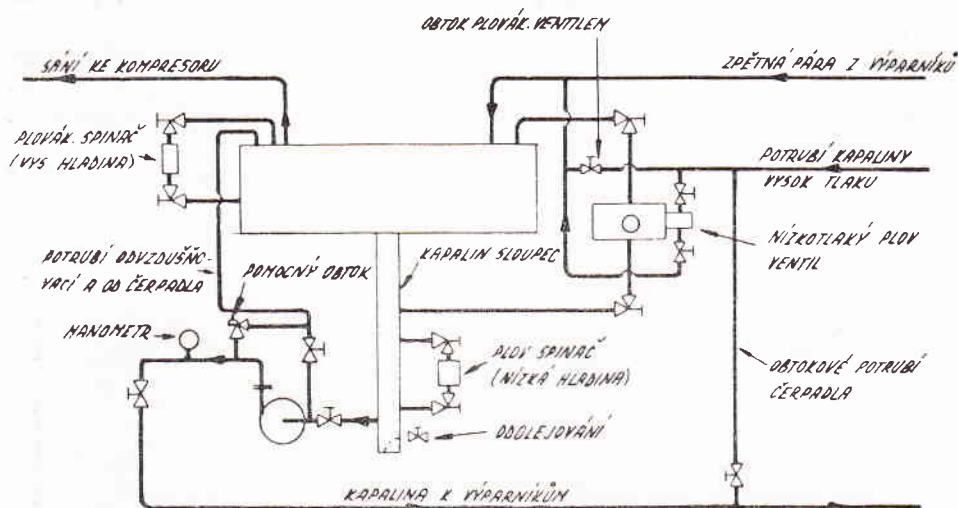 OBTOK PLOVÁK. VENTILEM
SÁNÍ KE KOMPRESORU
ZPĚTNÁ PÁRA Z VÝPARNÍKŮ
PLOVÁK. SPINAČ
(VYS HLADINA)
POTRUBÍ KAPALINY
VYSOK TLAKU
NÍZKOTLAKÝ PLOV
VENTIL
KAPALIN SLOUPEC
POTRUBÍ ODVZDUŠŇO-
VACÍ A OD ČERPADLA
POMOCNÝ OBTOK
MANOMETR
PLOV SPINAČ
(NÍZKÁ HLADINA)
OBTOKOVÉ POTRUBÍ
ČERPADLA
ODOLEJOVÁNÍ
KAPALINA K VÝPARNÍKŮM